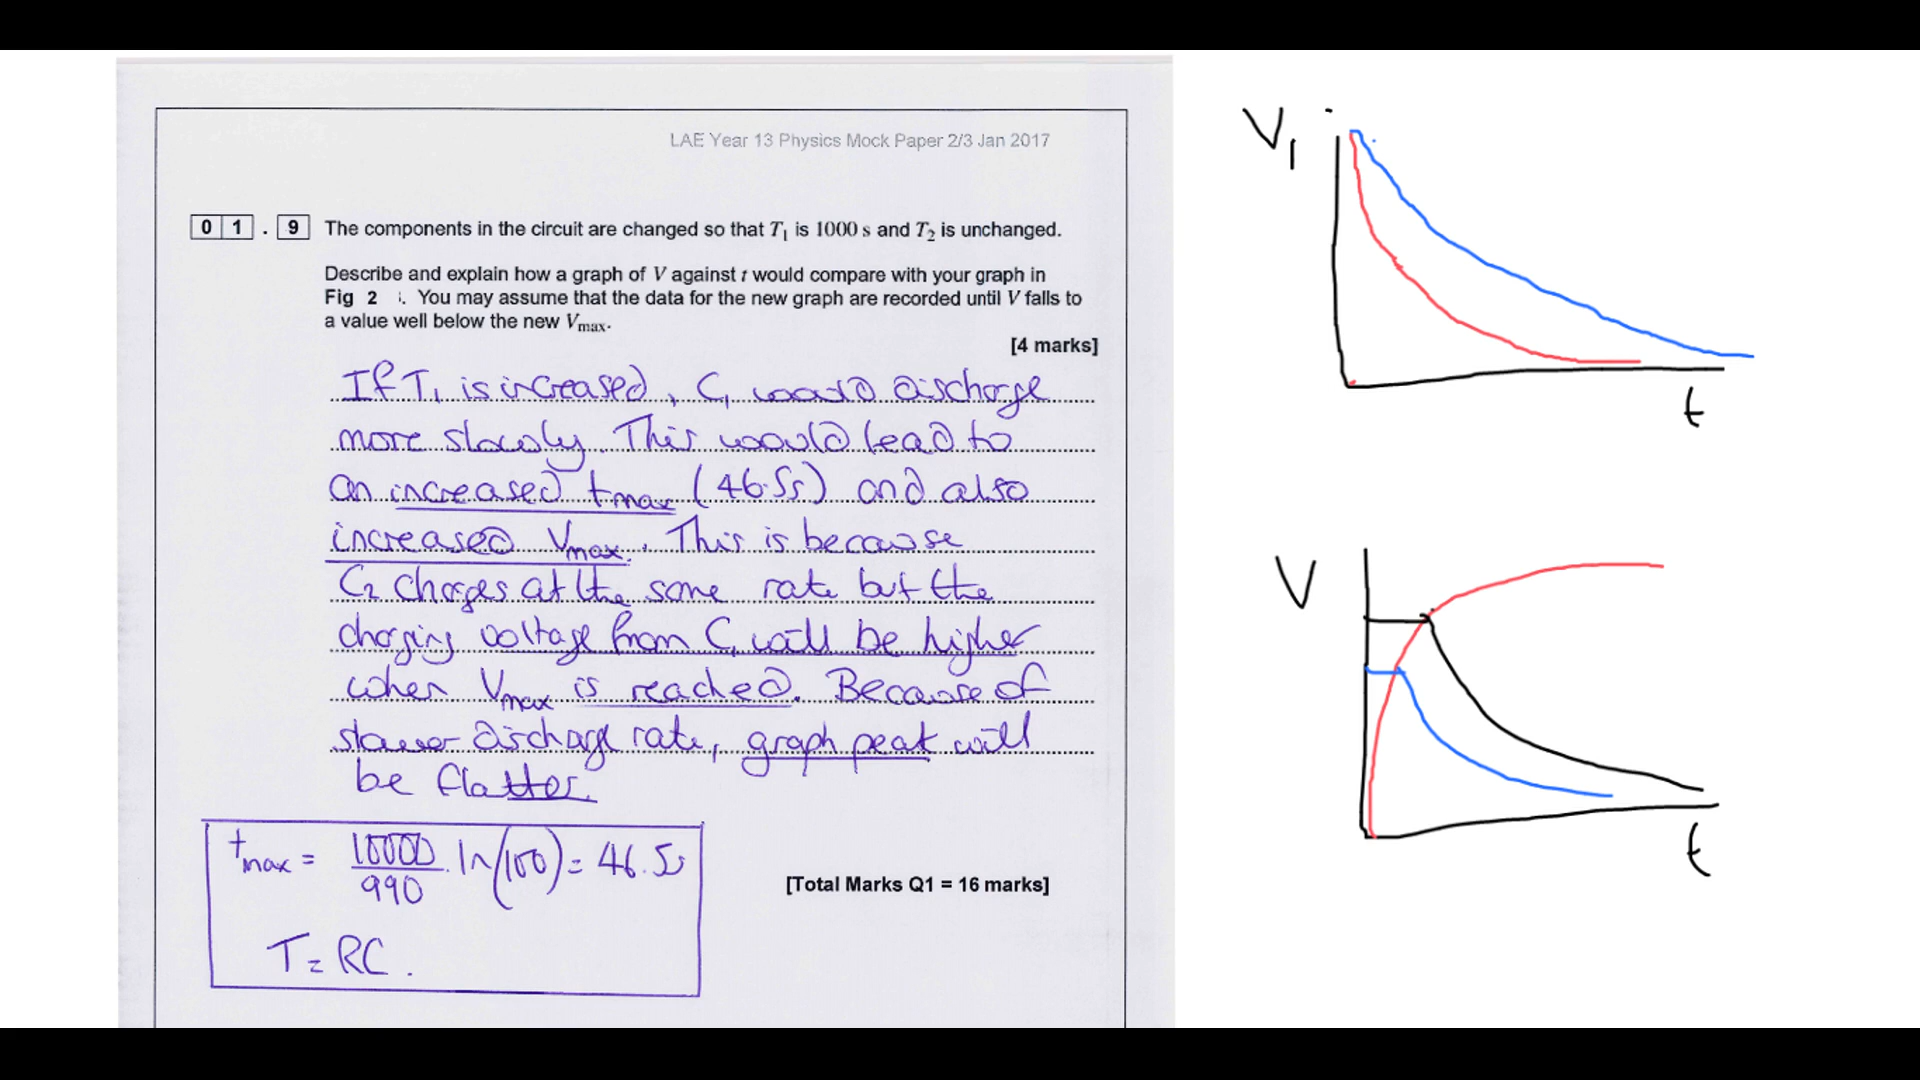 LAE Year 13 Physics Mock Paper 2/3 Jan 2017
0 1 . 9 The components in the circuit are changed so that T₁ is 1000 s and T₂ is unchanged.
Describe and explain how a graph of V against t would compare with your graph in
Fig 2 . You may assume that the data for the new graph are recorded until V falls to
a value well below the new Vmax.
[4 marks]
If T₁ is increased, C₁ would discharge
more slowly. This would lead to
an increased tmax (46.5s) and also
increased Vmax. This is because
C₂ charges at the same rate but the
charging voltage from C₁ will be higher
when Vmax is reached. Because of
slower discharge rate, graph peak will
be flatter
tmax = 10000/990 . ln(100) = 46.5s
T = RC.
[Total Marks Q1 = 16 marks]
V₁
t
V
t